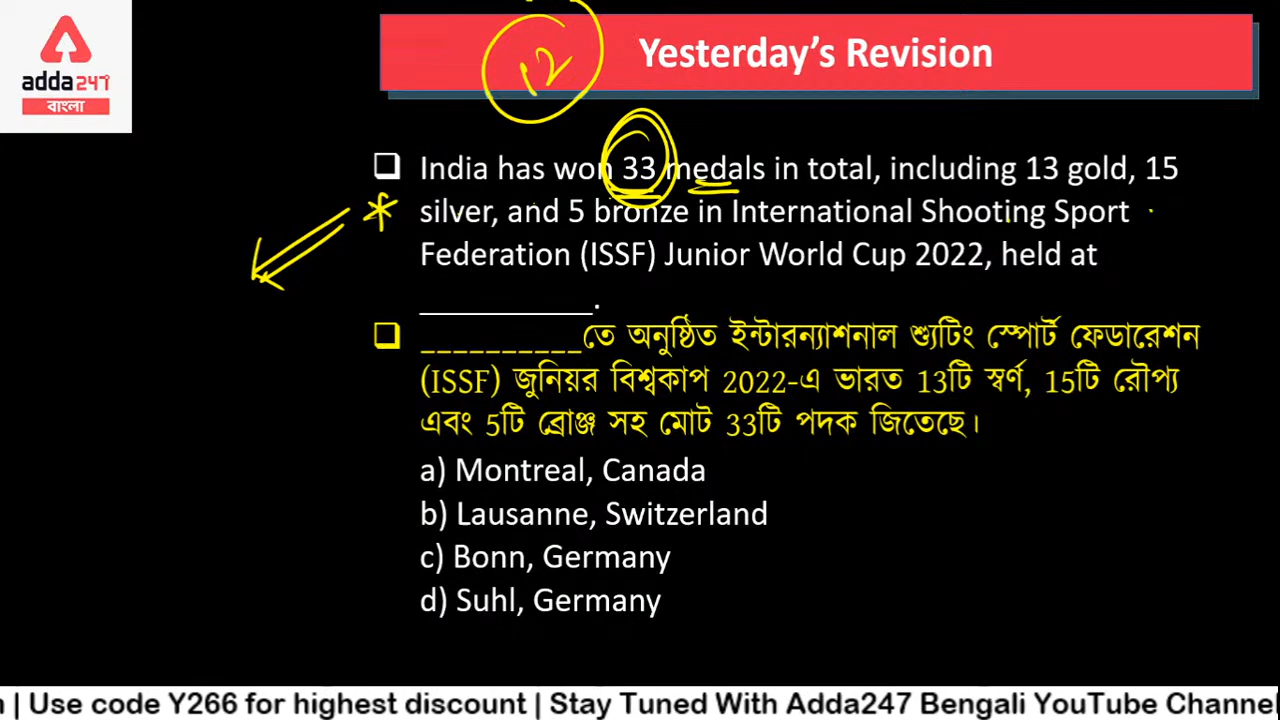 adda247
বাংলা
12
Yesterday's Revision
India has won 33 medals in total, including 13 gold, 15
silver, and 5 bronze in International Shooting Sport
Federation (ISSF) Junior World Cup 2022, held at
___________.
__________তে অনুষ্ঠিত ইন্টারন্যাশনাল শ্যুটিং স্পোর্ট ফেডারেশন
(ISSF) জুনিয়র বিশ্বকাপ 2022-এ ভারত 13টি স্বর্ণ, 15টি রৌপ্য
এবং 5টি ব্রোঞ্জ সহ মোট 33টি পদক জিতেছে।
a) Montreal, Canada
b) Lausanne, Switzerland
c) Bonn, Germany
d) Suhl, Germany
| Use code Y266 for highest discount | Stay Tuned With Adda247 Bengali YouTube Channe